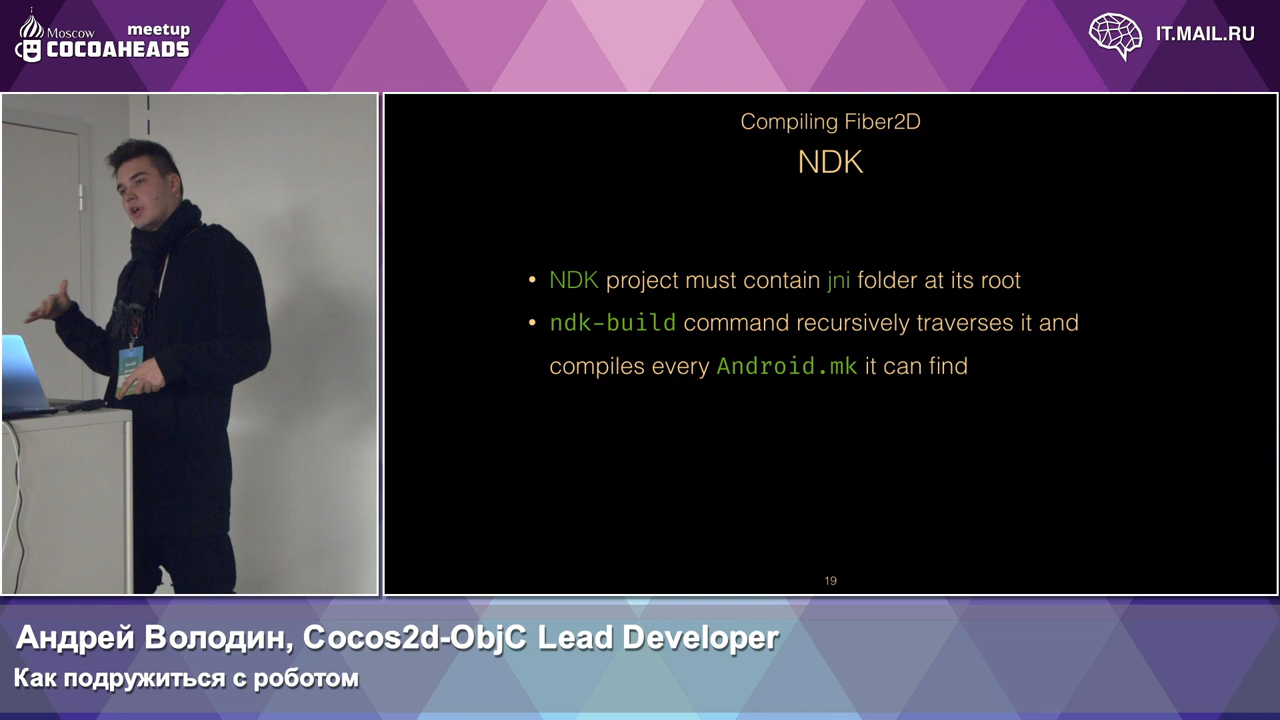 Moscow meetup
COCOAHEADS
IT.MAIL.RU
Compiling Fiber2D
NDK
• NDK project must contain jni folder at its root
• ndk-build command recursively traverses it and
compiles every Android.mk it can find
19
Андрей Володин, Cocos2d-ObjC Lead Developer
Как подружиться с роботом